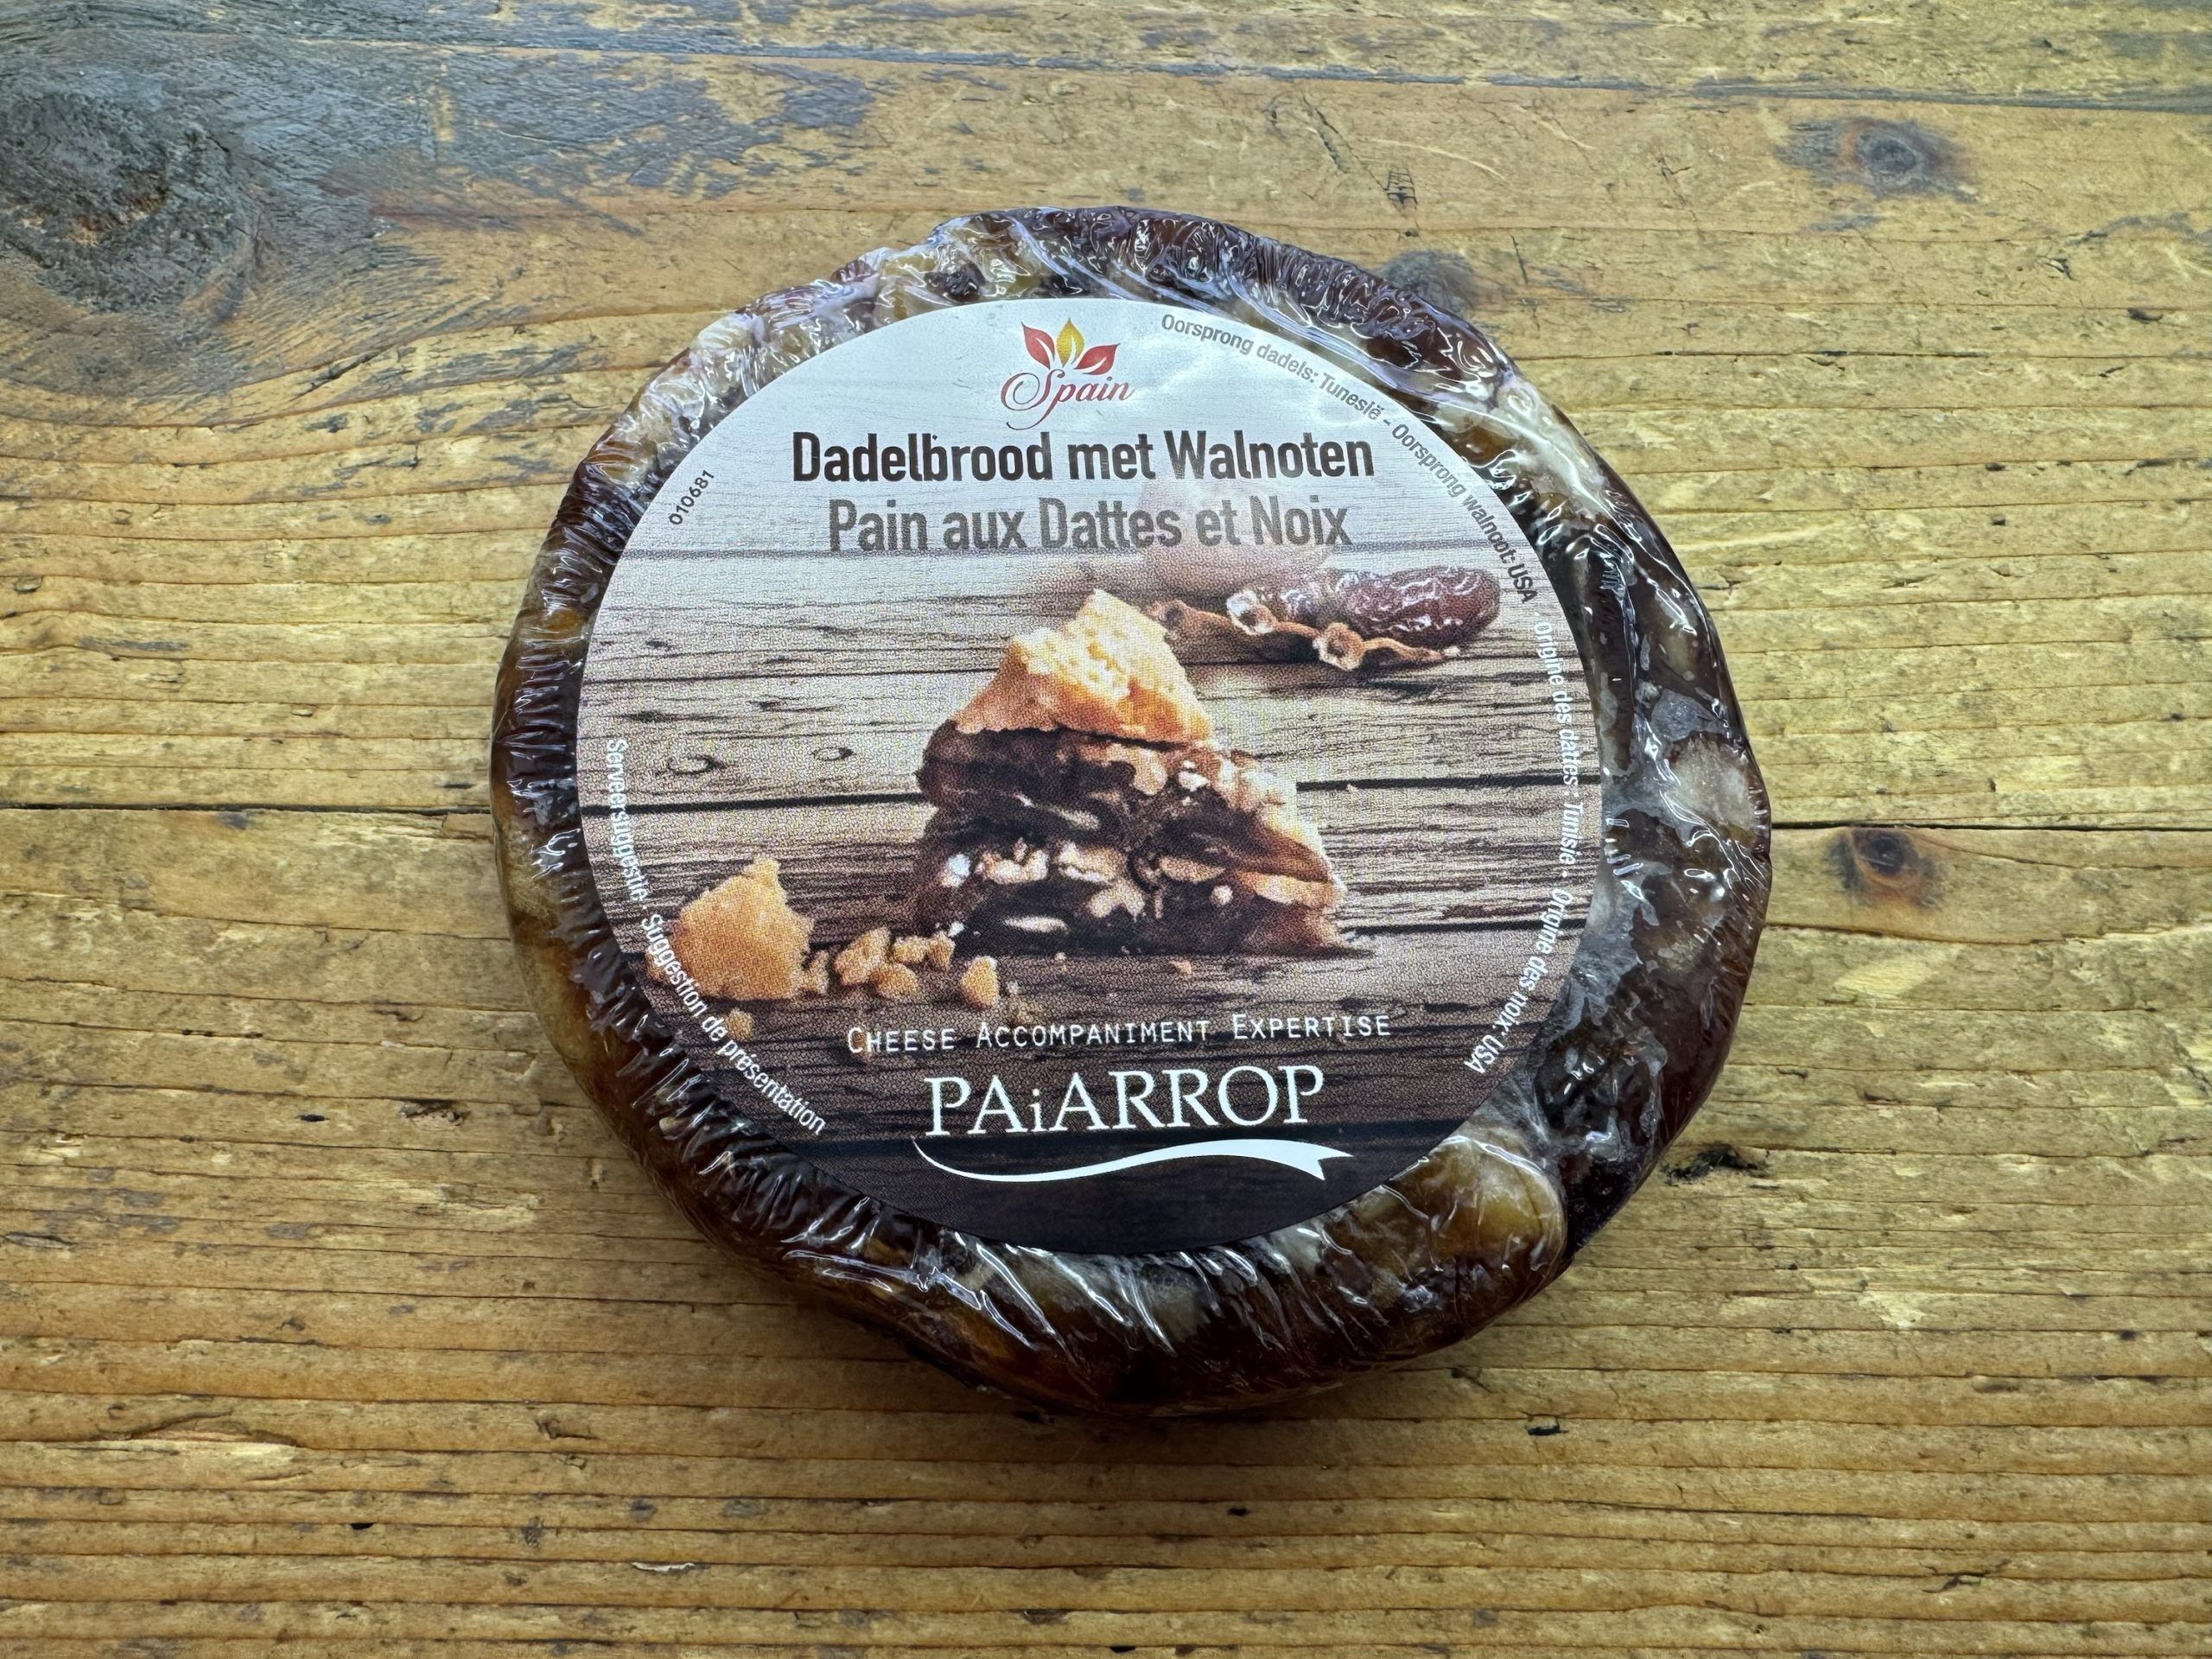 Spain
Oorsprong dadels: Tunesië - Oorsprong walnoot: USA - Origine des dattes: Tunisie - Origine des noix: USA
Dadelbrood met Walnoten
010681
Pain aux Dattes et Noix
Serveersuggestie - Suggestion de présentation
CHEESE ACCOMPANIMENT EXPERTISE
PAiARROP